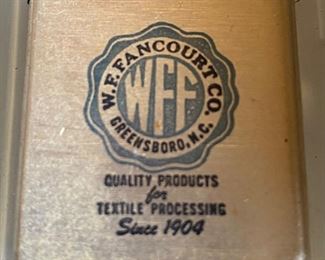 W.F. FANCOURT CO.
WFF
GREENSBORO, N.C.
QUALITY PRODUCTS
for
TEXTILE PROCESSING
Since 1904